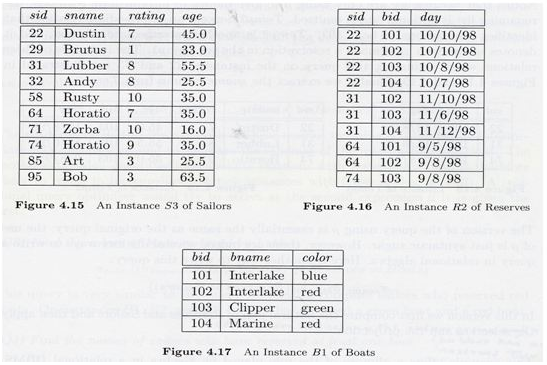 sid sname rating age
22 Dustin 7 45.0
29 Brutus 1 33.0
31 Lubber 8 55.5
32 Andy 8 25.5
58 Rusty 10 35.0
64 Horatio 7 35.0
71 Zorba 10 16.0
74 Horatio 9 35.0
85 Art 3 25.5
95 Bob 3 63.5
Figure 4.15 An Instance S3 of Sailors
sid bid day
22 101 10/10/98
22 102 10/10/98
22 103 10/8/98
22 104 10/7/98
31 102 11/10/98
31 103 11/6/98
31 104 11/12/98
64 101 9/5/98
64 102 9/8/98
74 103 9/8/98
Figure 4.16 An Instance R2 of Reserves
bid bname color
101 Interlake blue
102 Interlake red
103 Clipper green
104 Marine red
Figure 4.17 An Instance B1 of Boats